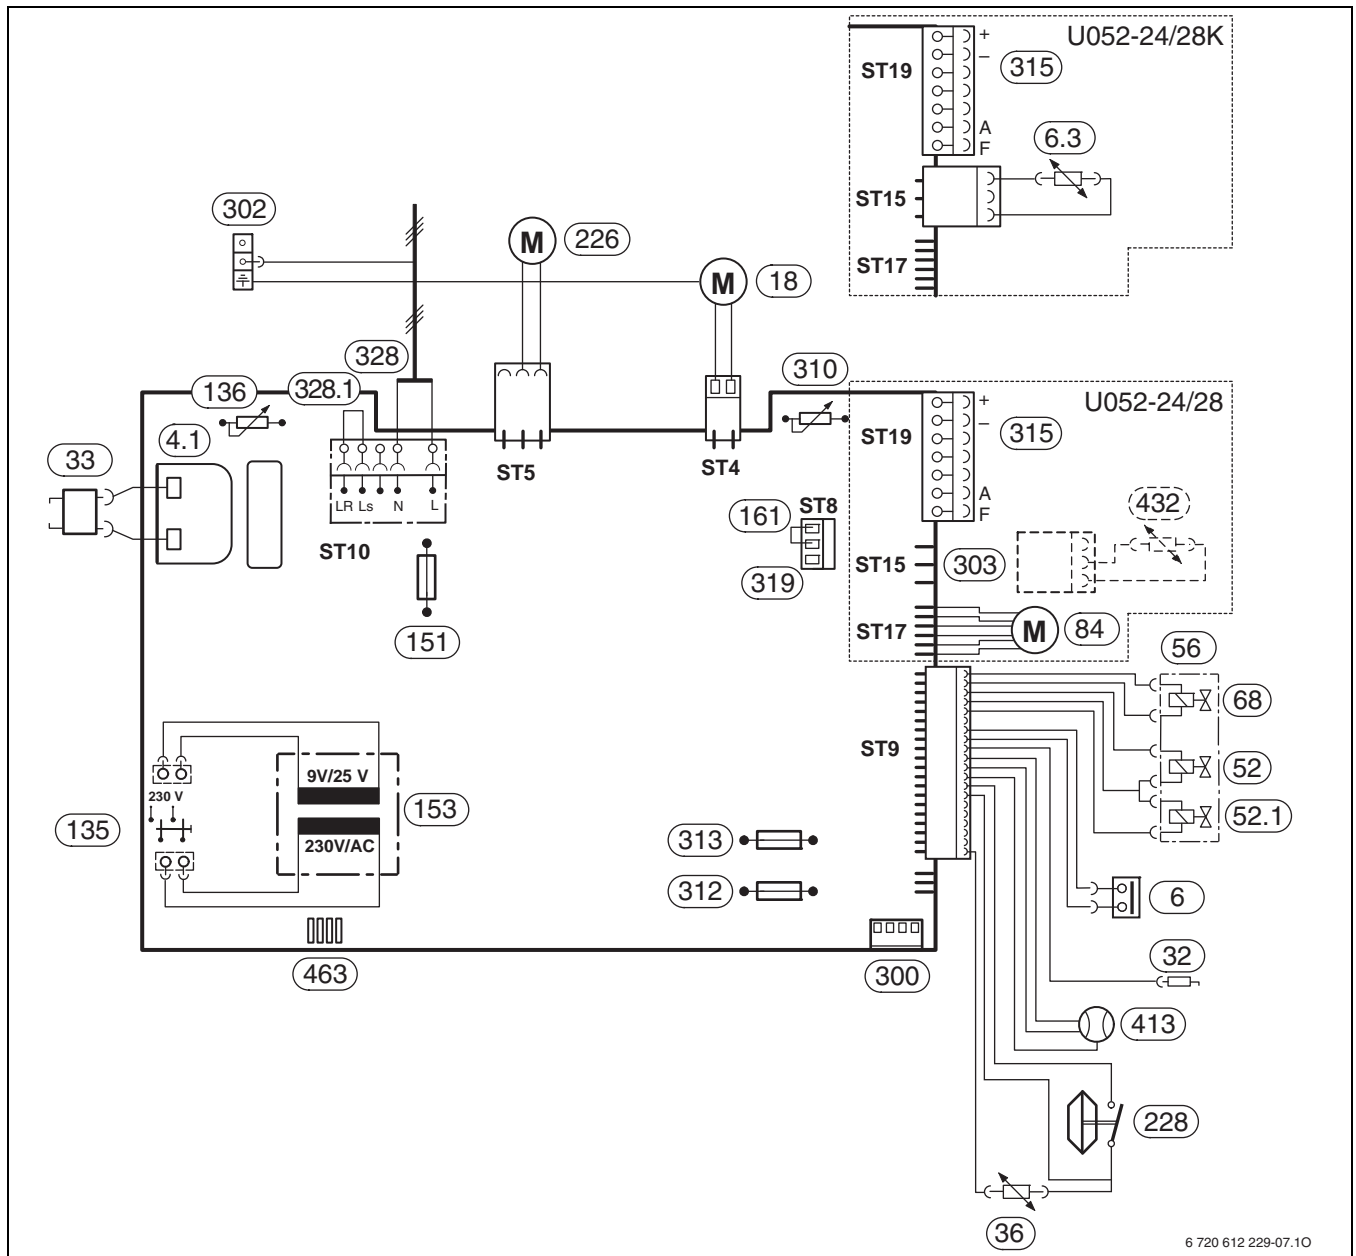 U052-24/28K
+
–
ST19
315
A
F
6.3
ST15
ST17
302
M
226
M
18
328
136
328.1
310
4.1
33
ST5
ST4
LR Ls N L
ST10
151
U052-24/28
+
–
ST19
315
A
F
161
ST8
319
432
ST15
303
ST17
M
84
56
68
ST9
52
52.1
9V/25 V
230 V
153
135
230V/AC
313
312
6
463
300
32
413
228
36
6 720 612 229-07.1O